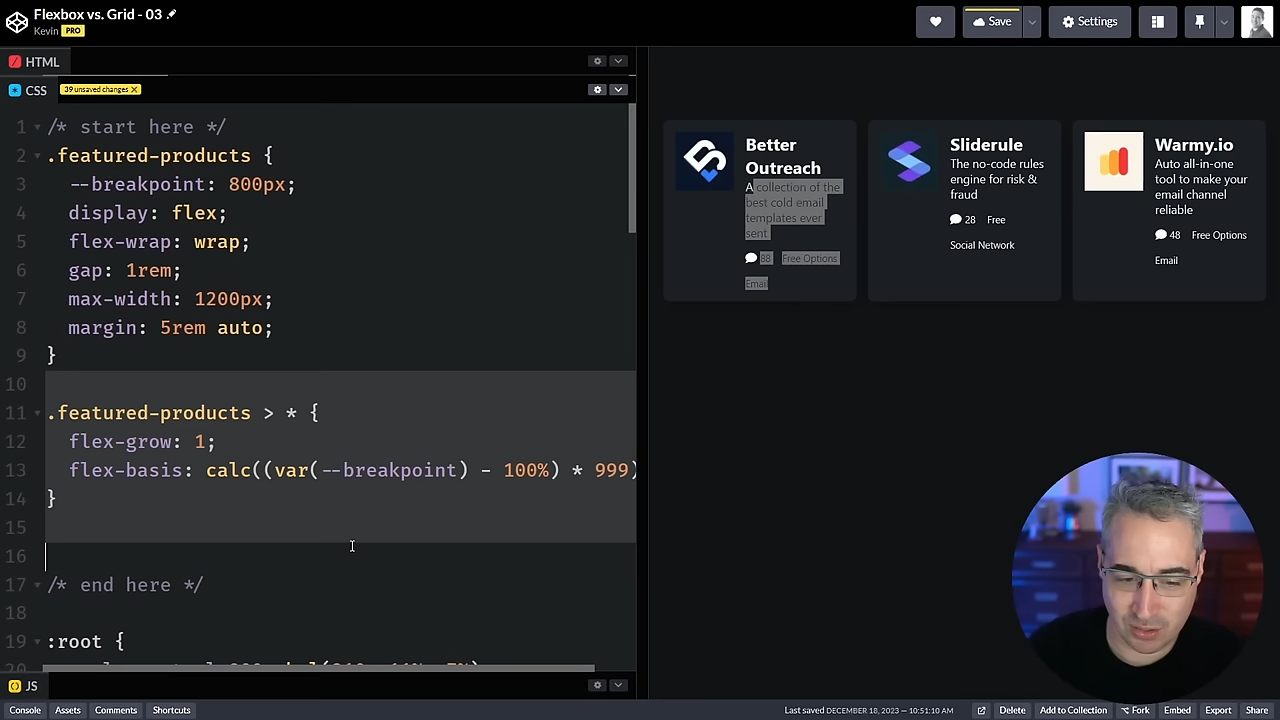 Flexbox vs. Grid - 03
Kevin PRO
Save
Settings
HTML
CSS
39 unsaved changes X
1 /* start here */
2 .featured-products {
3 --breakpoint: 800px;
4 display: flex;
5 flex-wrap: wrap;
6 gap: 1rem;
7 max-width: 1200px;
8 margin: 5rem auto;
9 }
10
11 .featured-products > * {
12 flex-grow: 1;
13 flex-basis: calc((var(--breakpoint) - 100%) * 999)
14 }
15
16
17 /* end here */
18
19 :root {
20
JS
Better
Outreach
A collection of the
best cold email
templates ever
sent
88 Free Options
Email
Sliderule
The no-code rules
engine for risk &
fraud
28 Free
Social Network
Warmy.io
Auto all-in-one
tool to make your
email channel
reliable
48 Free Options
Email
Console Assets Comments Shortcuts
Last saved DECEMBER 18, 2023 — 10:51:10 AM
Delete Add to Collection Fork Embed Export Share